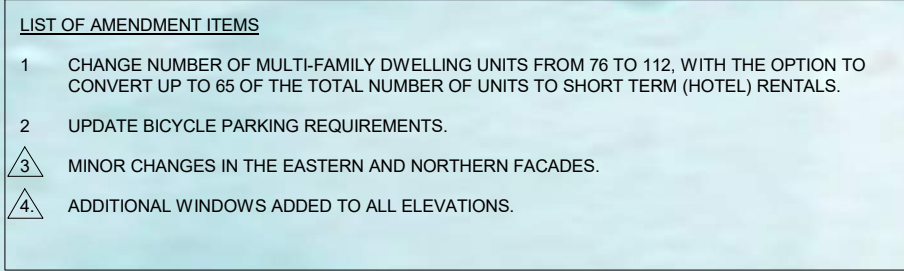 LIST OF AMENDMENT ITEMS
1 CHANGE NUMBER OF MULTI-FAMILY DWELLING UNITS FROM 76 TO 112, WITH THE OPTION TO
CONVERT UP TO 65 OF THE TOTAL NUMBER OF UNITS TO SHORT TERM (HOTEL) RENTALS.
2 UPDATE BICYCLE PARKING REQUIREMENTS.
3 MINOR CHANGES IN THE EASTERN AND NORTHERN FACADES.
4. ADDITIONAL WINDOWS ADDED TO ALL ELEVATIONS.